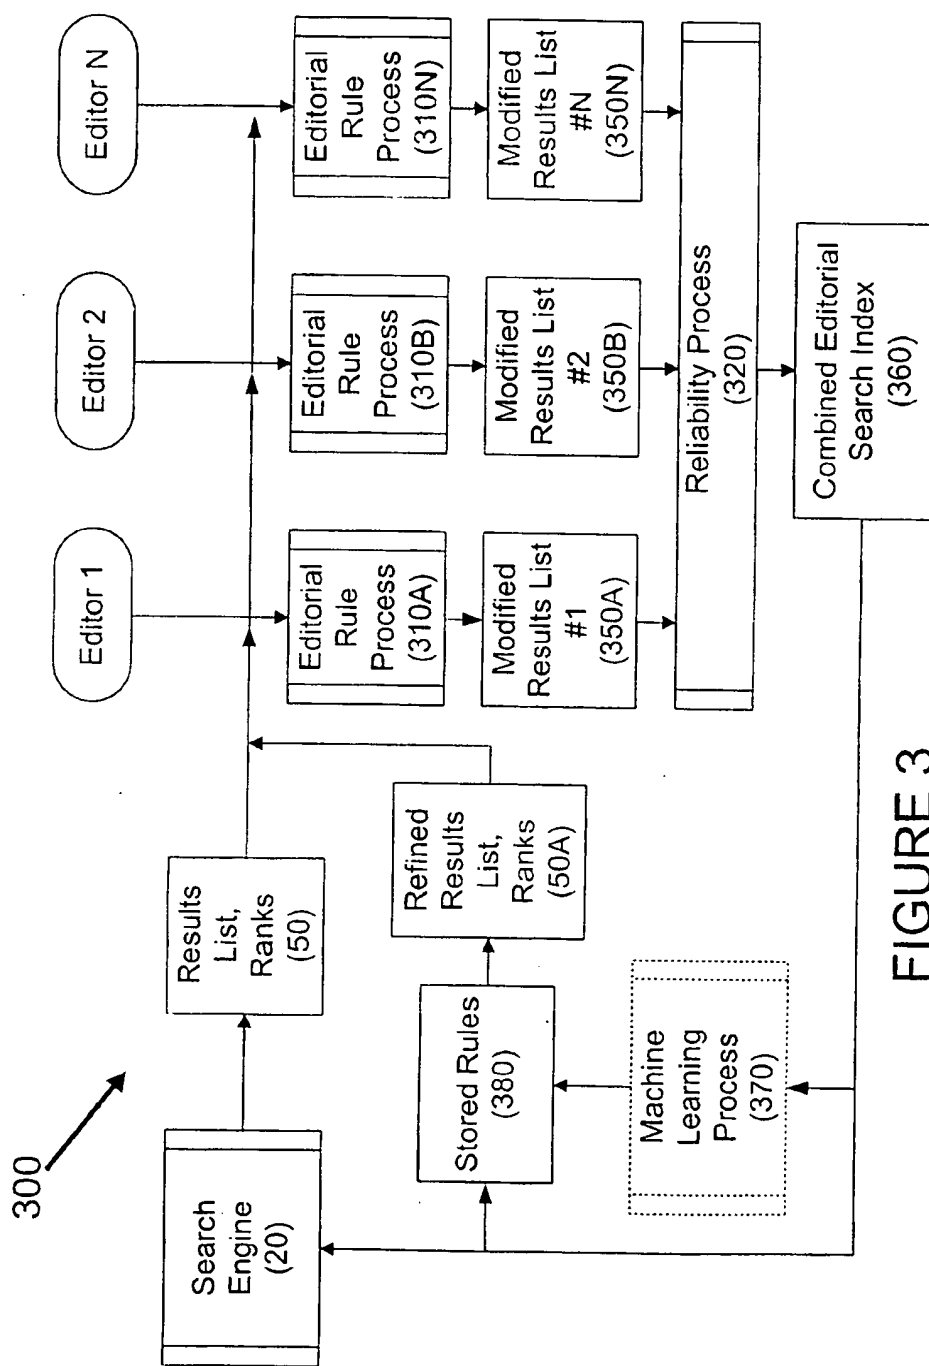 300
Search
Engine
(20)
Results
List,
Ranks
(50)
Stored Rules
(380)
Refined
Results
List,
Ranks
(50A)
Machine
Learning
Process
(370)
Editor 1
Editor 2
Editor N
Editorial
Rule
Process
(310A)
Editorial
Rule
Process
(310B)
Editorial
Rule
Process
(310N)
Modified
Results List
#1
(350A)
Modified
Results List
#2
(350B)
Modified
Results List
#N
(350N)
Reliability Process
(320)
Combined Editorial
Search Index
(360)
FIGURE 3